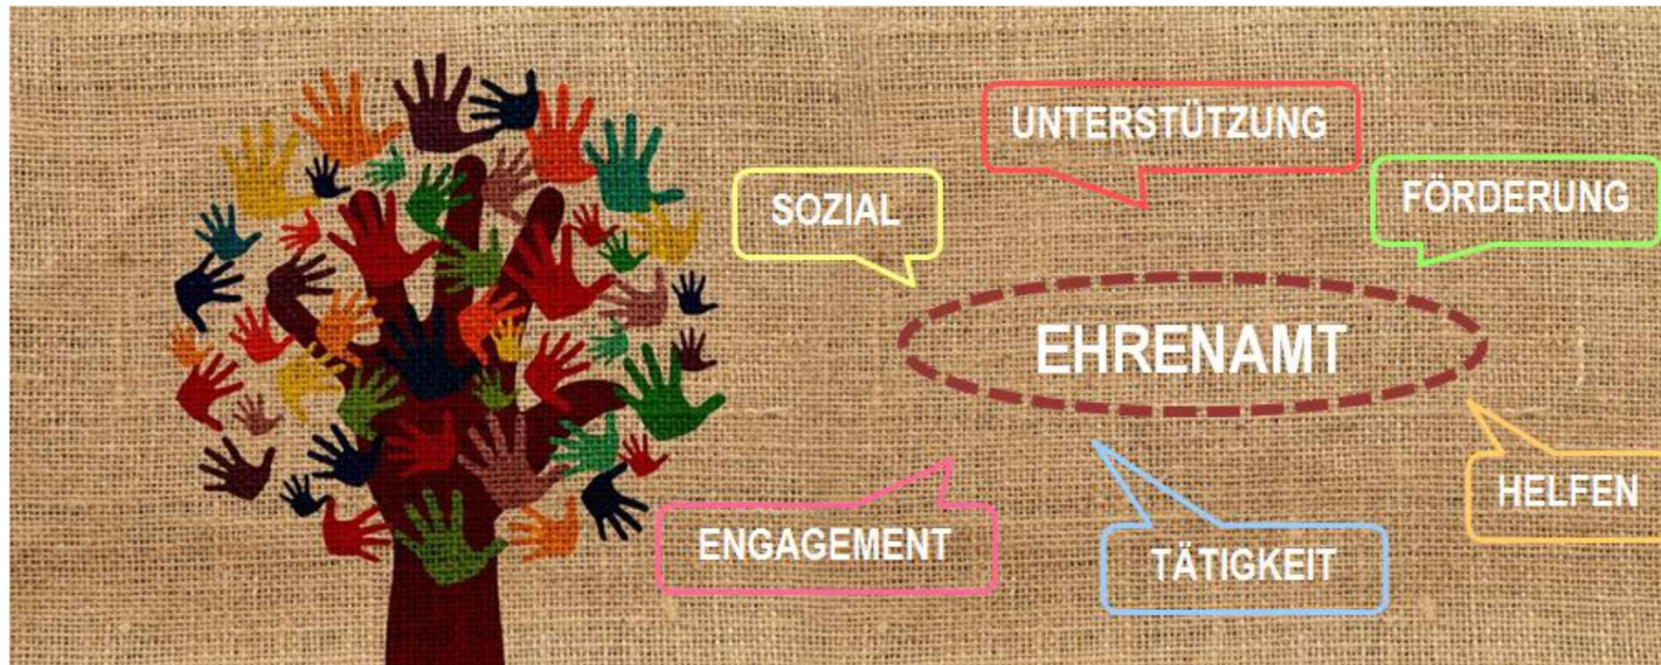 UNTERSTÜTZUNG
FÖRDERUNG
SOZIAL
EHRENAMT
HELFEN
ENGAGEMENT
TÄTIGKEIT